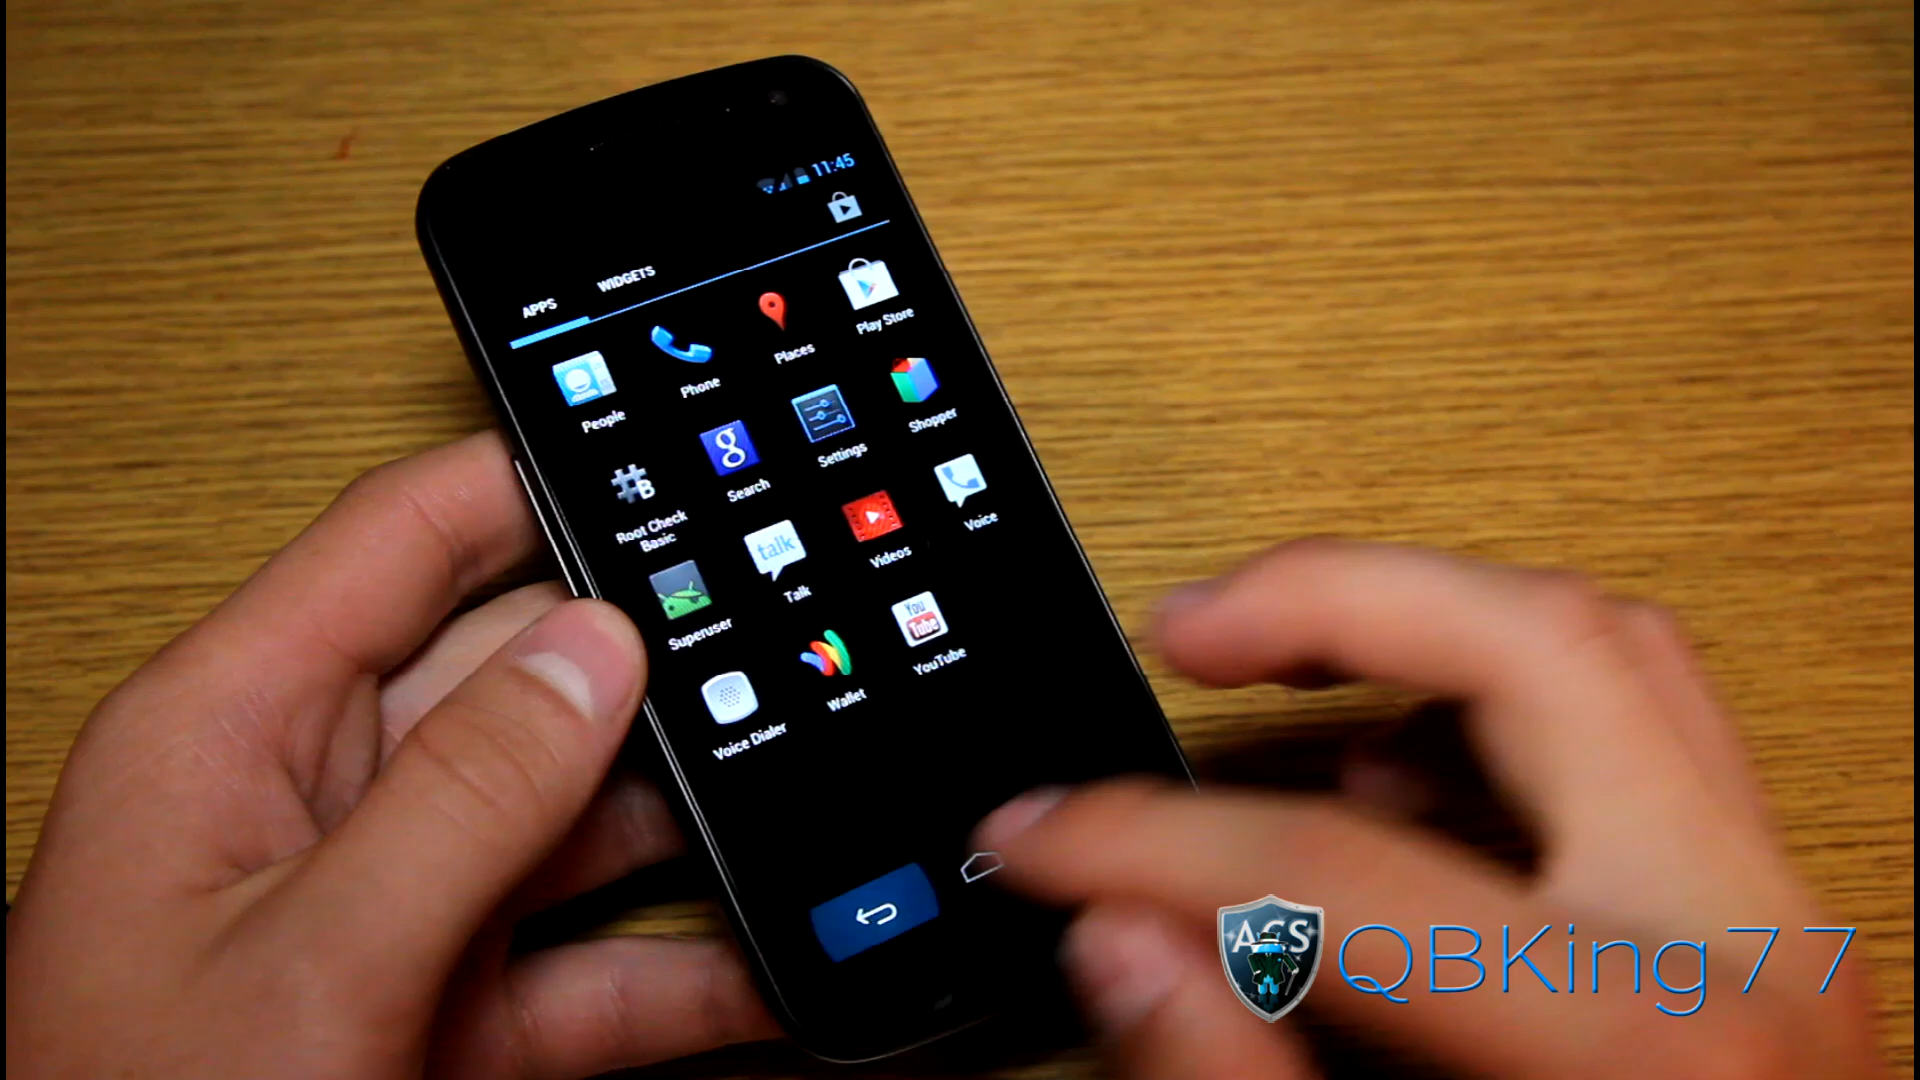 11:45
APPS WIDGETS
People Phone Places Play Store
Root Check
Basic
Search Settings Shopper
Superuser Talk Videos Voice
Voice Dialer Wallet YouTube
g
B
talk
You
Tube
ACS
QBKing77